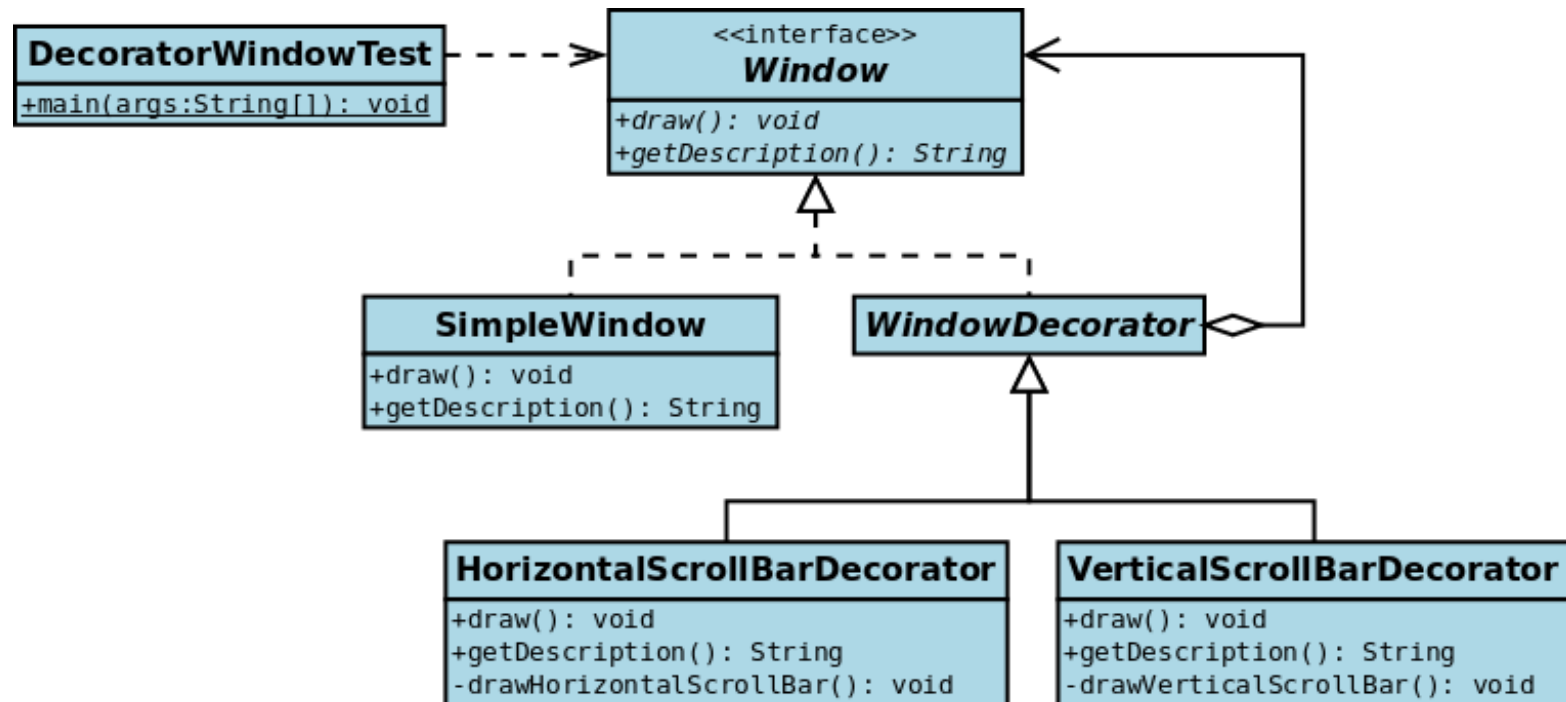 DecoratorWindowTest
+main(args:String[]): void
<<interface>>
Window
+draw(): void
+getDescription(): String
SimpleWindow
+draw(): void
+getDescription(): String
WindowDecorator
HorizontalScrollBarDecorator
+draw(): void
+getDescription(): String
-drawHorizontalScrollBar(): void
VerticalScrollBarDecorator
+draw(): void
+getDescription(): String
-drawVerticalScrollBar(): void